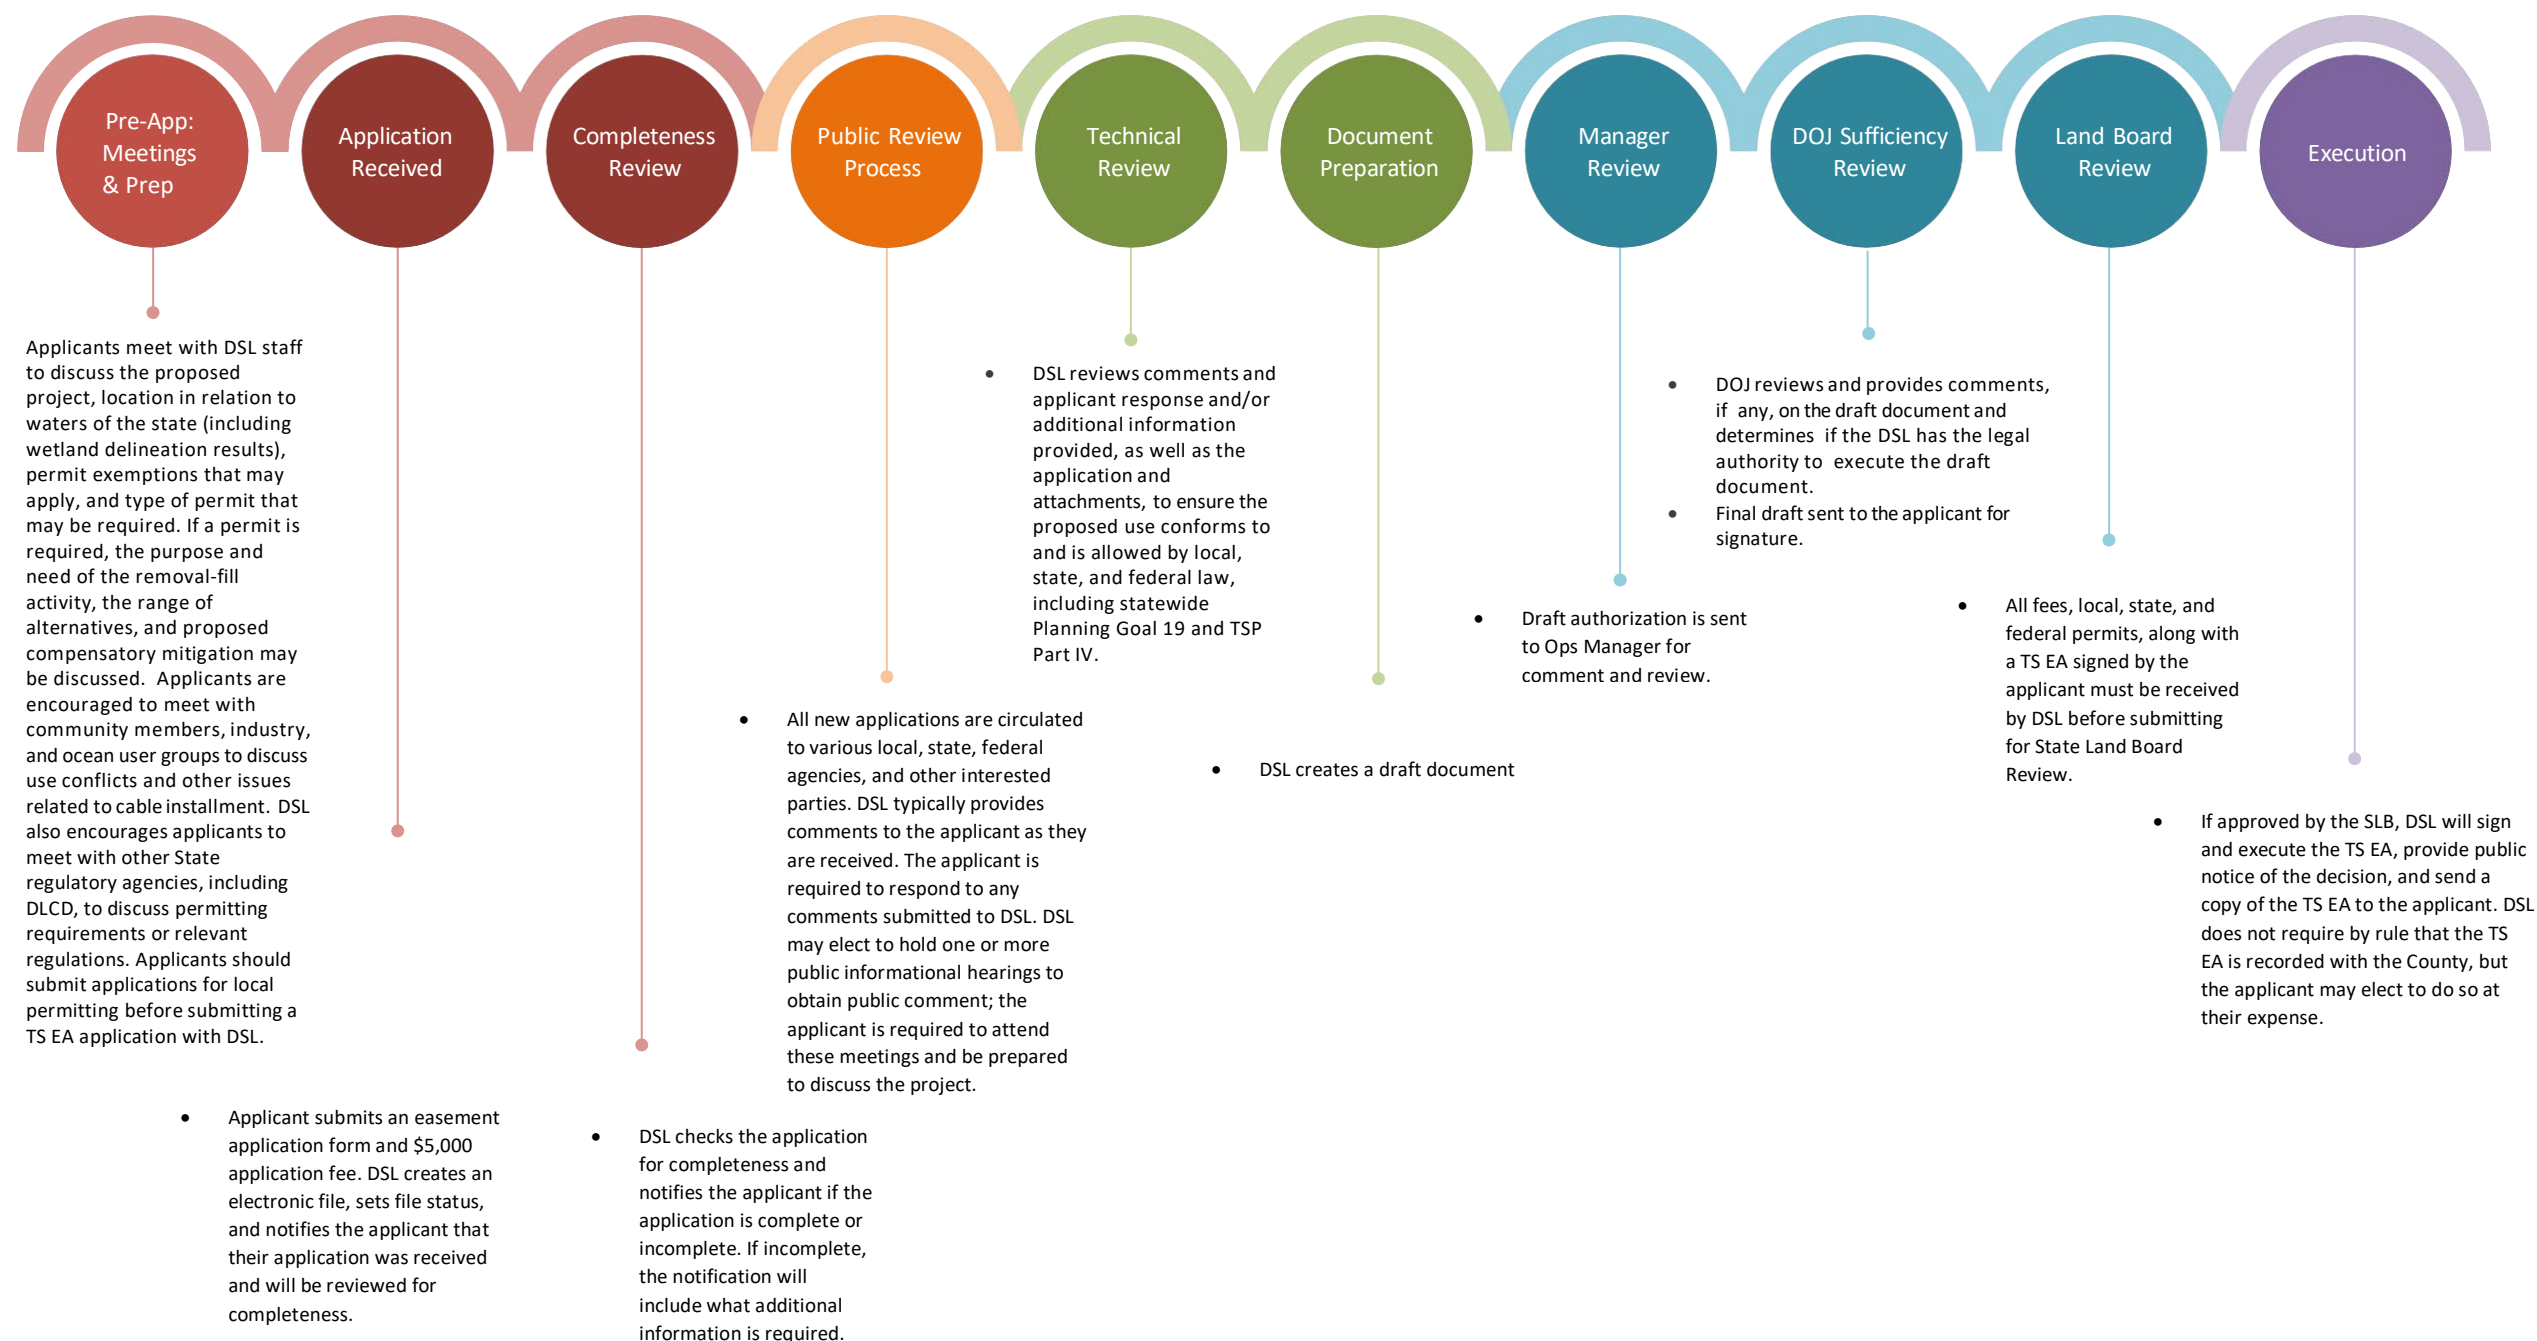 Pre-App:
Meetings
& Prep
Application
Received
Completeness
Review
Public Review
Process
Technical
Review
Document
Preparation
Manager
Review
DOJ Sufficiency
Review
Land Board
Review
Execution
Applicants meet with DSL staff
to discuss the proposed
project, location in relation to
waters of the state (including
wetland delineation results),
permit exemptions that may
apply, and type of permit that
may be required. If a permit is
required, the purpose and
need of the removal-fill
activity, the range of
alternatives, and proposed
compensatory mitigation may
be discussed. Applicants are
encouraged to meet with
community members, industry,
and ocean user groups to discuss
use conflicts and other issues
related to cable installment. DSL
also encourages applicants to
meet with other State
regulatory agencies, including
DLCD, to discuss permitting
requirements or relevant
regulations. Applicants should
submit applications for local
permitting before submitting a
TS EA application with DSL.
• Applicant submits an easement
application form and $5,000
application fee. DSL creates an
electronic file, sets file status,
and notifies the applicant that
their application was received
and will be reviewed for
completeness.
• DSL checks the application
for completeness and
notifies the applicant if the
application is complete or
incomplete. If incomplete,
the notification will
include what additional
information is required.
• All new applications are circulated
to various local, state, federal
agencies, and other interested
parties. DSL typically provides
comments to the applicant as they
are received. The applicant is
required to respond to any
comments submitted to DSL. DSL
may elect to hold one or more
public informational hearings to
obtain public comment; the
applicant is required to attend
these meetings and be prepared
to discuss the project.
• DSL reviews comments and
applicant response and/or
additional information
provided, as well as the
application and
attachments, to ensure the
proposed use conforms to
and is allowed by local,
state, and federal law,
including statewide
Planning Goal 19 and TSP
Part IV.
• DSL creates a draft document
• Draft authorization is sent
to Ops Manager for
comment and review.
• DOJ reviews and provides comments,
if any, on the draft document and
determines if the DSL has the legal
authority to execute the draft
document.
• Final draft sent to the applicant for
signature.
• All fees, local, state, and
federal permits, along with
a TS EA signed by the
applicant must be received
by DSL before submitting
for State Land Board
Review.
• If approved by the SLB, DSL will sign
and execute the TS EA, provide public
notice of the decision, and send a
copy of the TS EA to the applicant. DSL
does not require by rule that the TS
EA is recorded with the County, but
the applicant may elect to do so at
their expense.